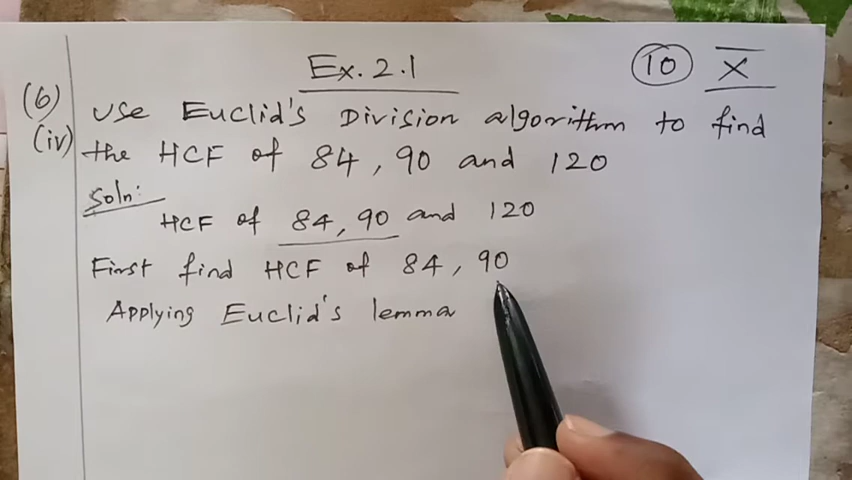 Ex. 2.1
10 X
(6) Use Euclid's Division algorithm to find
(iv) the HCF of 84, 90 and 120
Soln:
HCF of 84, 90 and 120
First find HCF of 84, 90
Applying Euclid's lemma